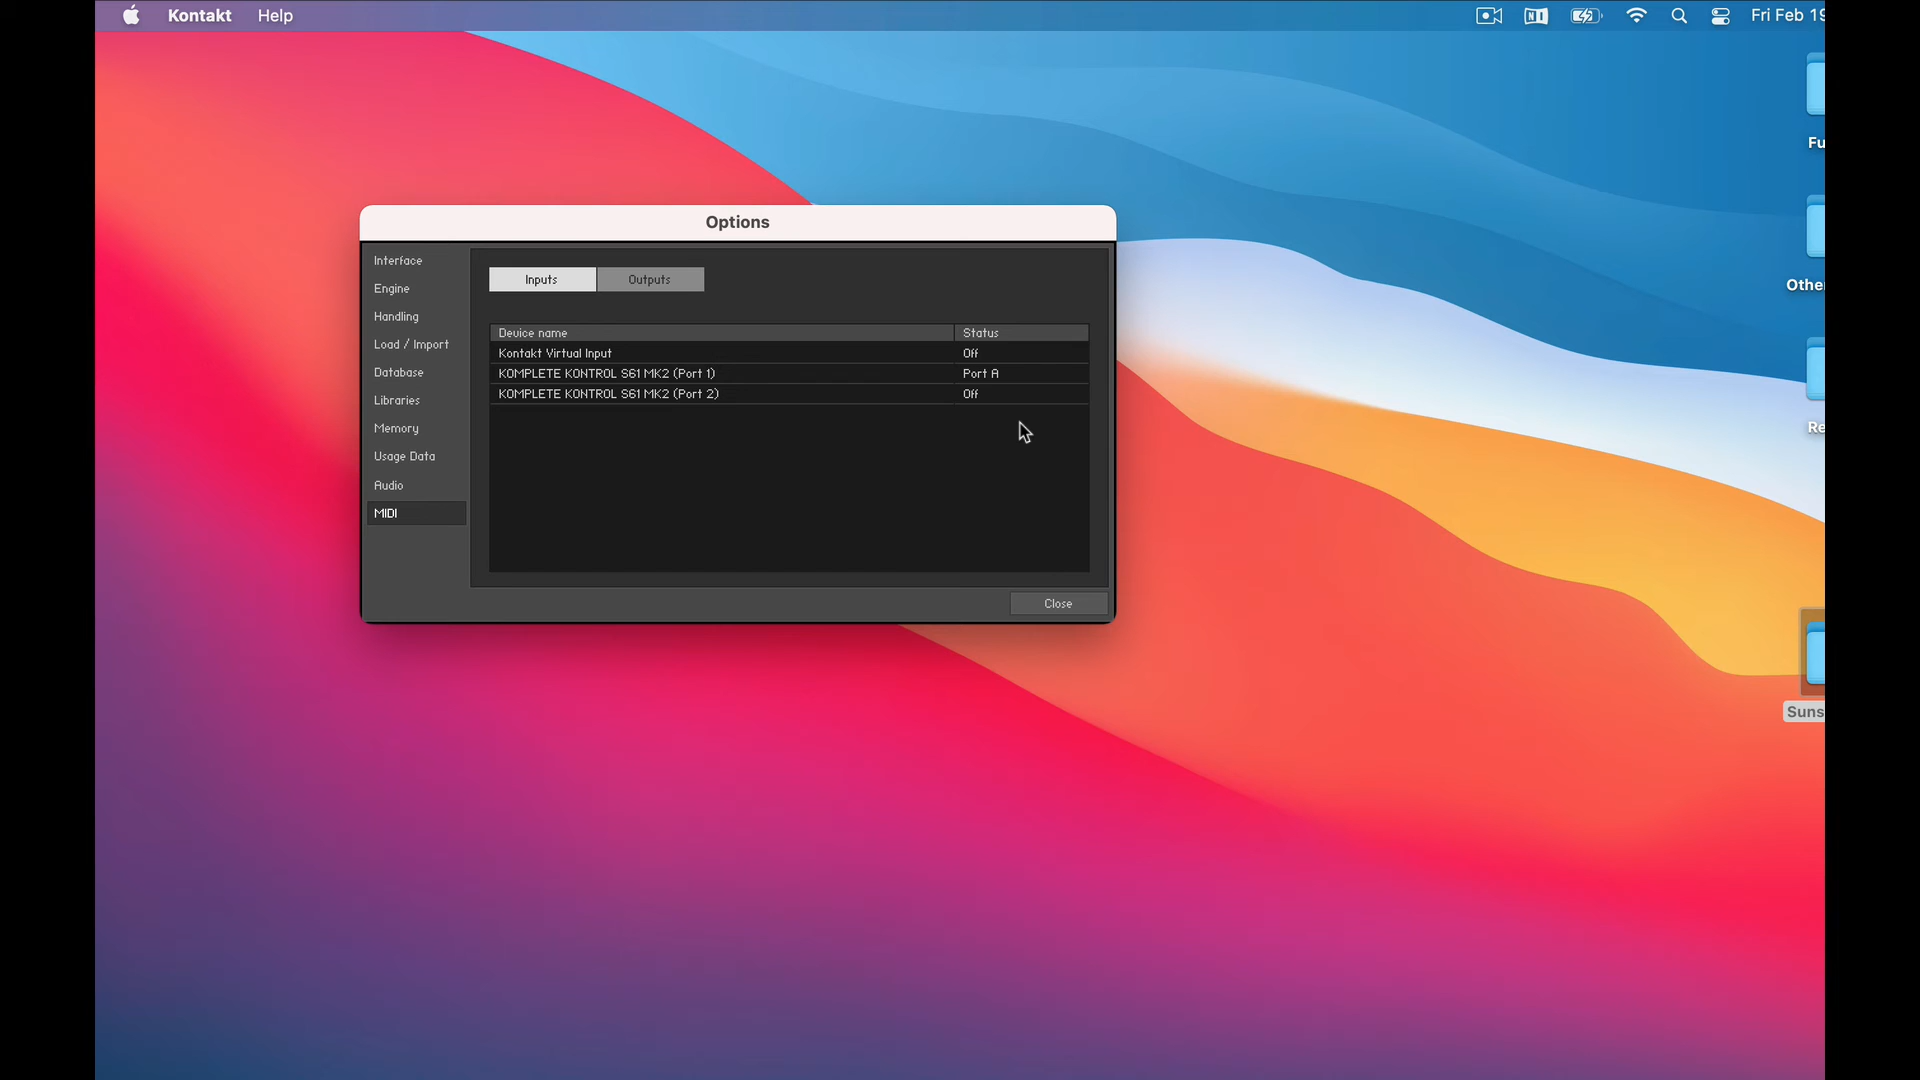 Kontakt Help
Fri Feb 19
Fu
Othe
Re
Suns
Options
Interface
Engine
Handling
Load / Import
Database
Libraries
Memory
Usage Data
Audio
MIDI
Inputs Outputs
Device name Status
Kontakt Virtual Input Off
KOMPLETE KONTROL S61 MK2 (Port 1) Port A
KOMPLETE KONTROL S61 MK2 (Port 2) Off
Close